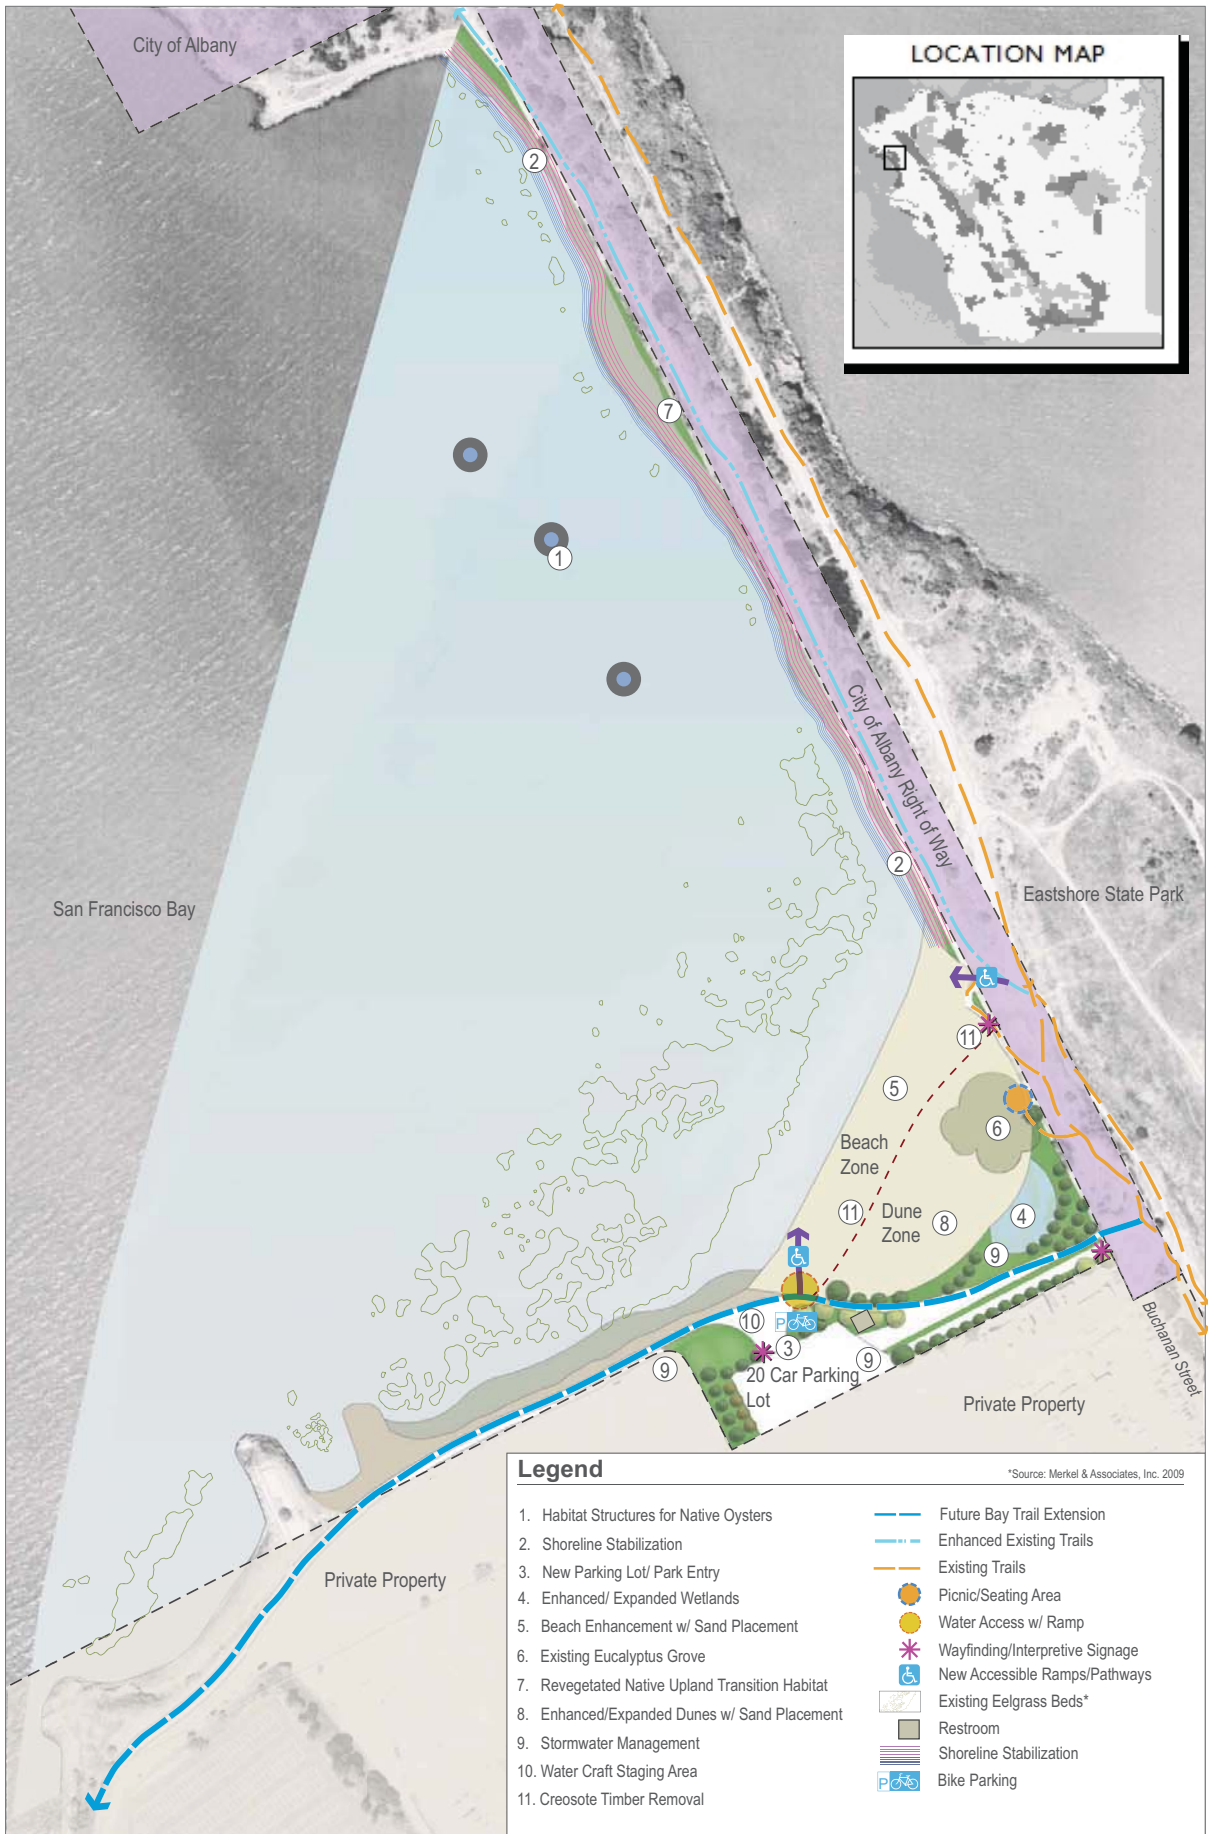 City of Albany
LOCATION MAP
2
7
1
City of Albany Right of Way
2
San Francisco Bay
Eastshore State Park
11
5
6
Beach
Zone
11
Dune
Zone
8
4
9
10
P
3
9
9
20 Car Parking
Lot
Buchanan Street
Private Property
Private Property
Legend
*Source: Merkel & Associates, Inc. 2009
1. Habitat Structures for Native Oysters
2. Shoreline Stabilization
3. New Parking Lot/ Park Entry
4. Enhanced/ Expanded Wetlands
5. Beach Enhancement w/ Sand Placement
6. Existing Eucalyptus Grove
7. Revegetated Native Upland Transition Habitat
8. Enhanced/Expanded Dunes w/ Sand Placement
9. Stormwater Management
10. Water Craft Staging Area
11. Creosote Timber Removal
Future Bay Trail Extension
Enhanced Existing Trails
Existing Trails
Picnic/Seating Area
Water Access w/ Ramp
Wayfinding/Interpretive Signage
New Accessible Ramps/Pathways
Existing Eelgrass Beds*
Restroom
Shoreline Stabilization
P Bike Parking